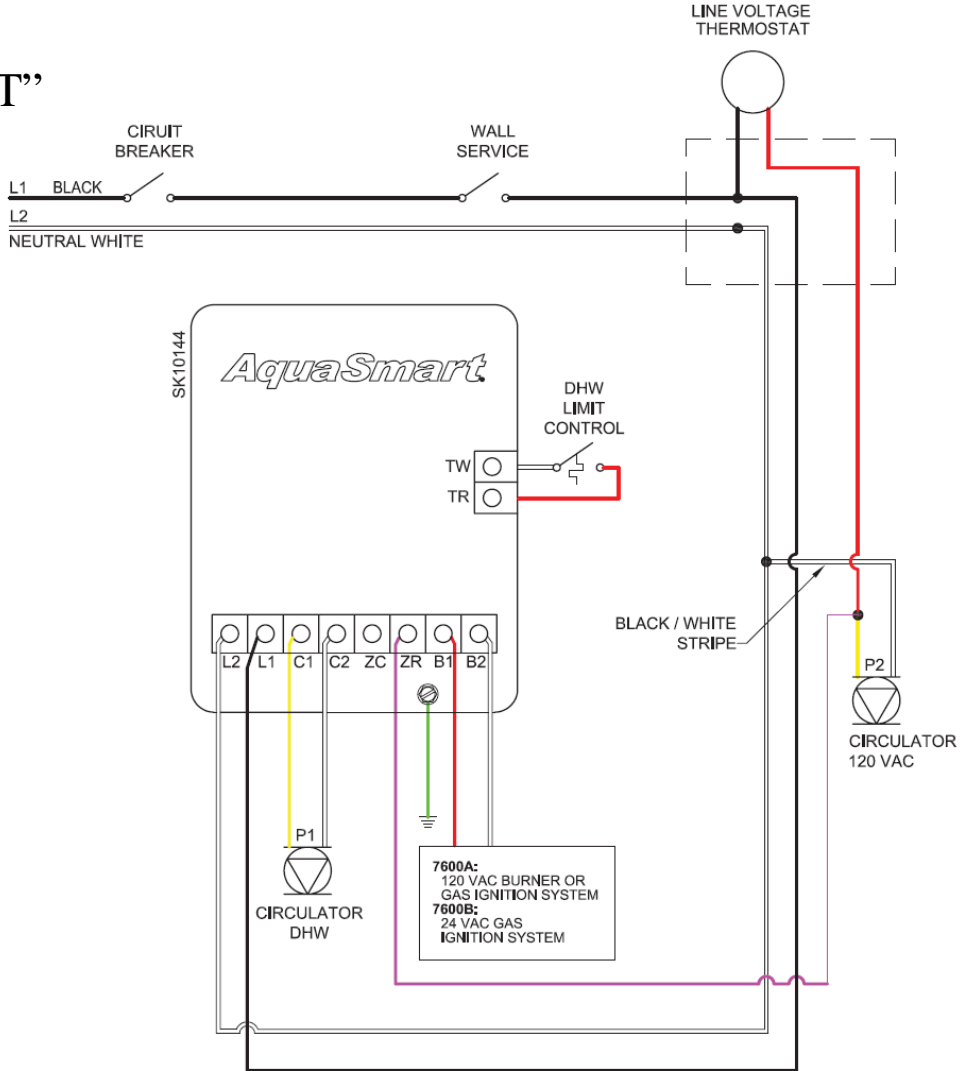 LINE VOLTAGE
THERMOSTAT
T”
CIRUIT
BREAKER
WALL
SERVICE
L1 BLACK
L2
NEUTRAL WHITE
SK10144
AquaSmart
DHW
LIMIT
CONTROL
TW
TR
BLACK / WHITE
STRIPE
L2 L1 C1 C2 ZC ZR B1 B2
P2
CIRCULATOR
120 VAC
P1
CIRCULATOR
DHW
7600A:
120 VAC BURNER OR
GAS IGNITION SYSTEM
7600B:
24 VAC GAS
IGNITION SYSTEM